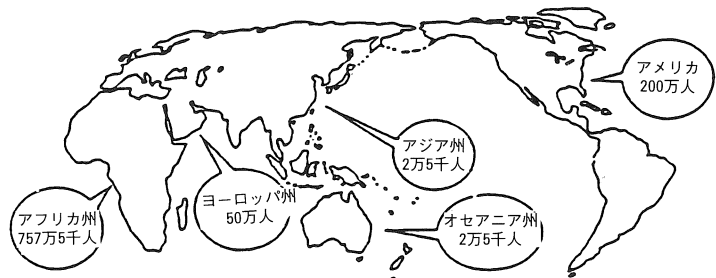 アメリカ
200万人
アジア州
2万5千人
ヨーロッパ州
50万人
アフリカ州
757万5千人
オセアニア州
2万5千人